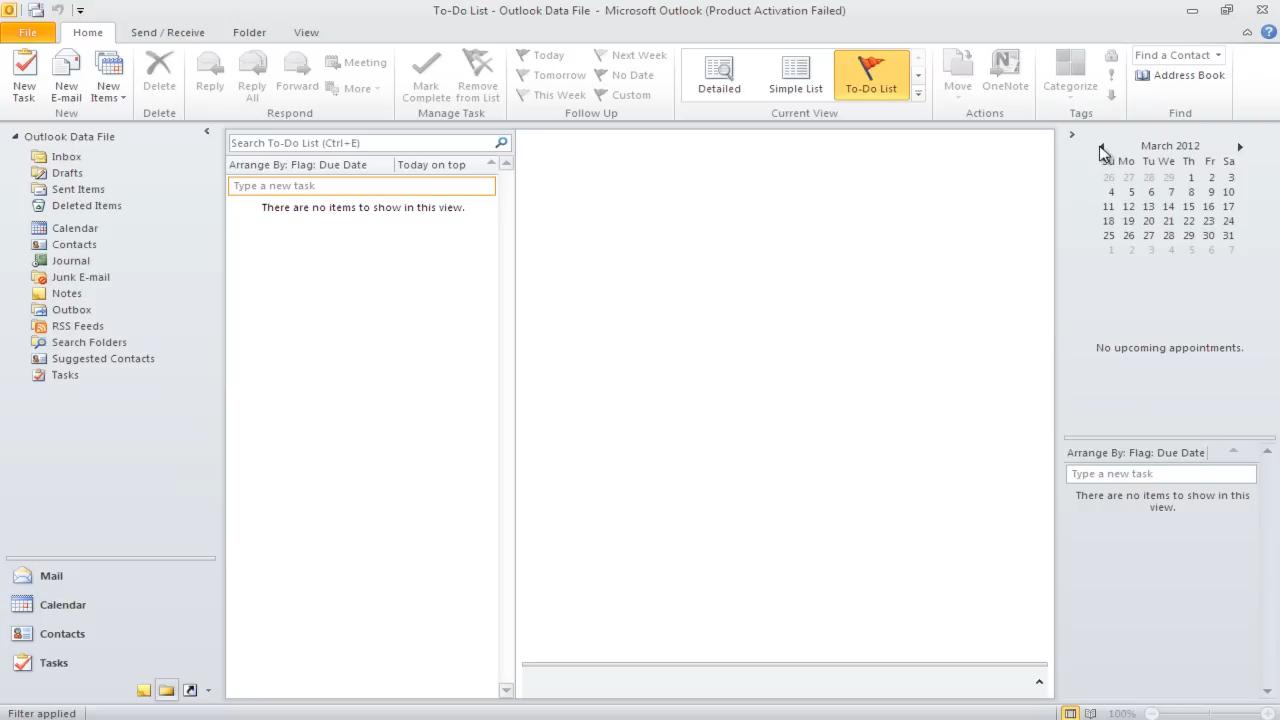 To-Do List - Outlook Data File - Microsoft Outlook (Product Activation Failed)
File Home Send / Receive Folder View
New Task
New E-mail
New Items
Delete
Reply
Reply All
Forward
Meeting
More
Mark Complete
Remove from List
Today
Tomorrow
This Week
Next Week
No Date
Custom
Detailed
Simple List
To-Do List
Move
OneNote
Categorize
Find a Contact
Address Book
New Delete Respond Manage Task Follow Up Current View Actions Tags Find
Outlook Data File
Inbox
Drafts
Sent Items
Deleted Items
Calendar
Contacts
Journal
Junk E-mail
Notes
Outbox
RSS Feeds
Search Folders
Suggested Contacts
Tasks
Mail
Calendar
Contacts
Tasks
Search To-Do List (Ctrl+E)
Arrange By: Flag: Due Date Today on top
Type a new task
There are no items to show in this view.
March 2012
Su Mo Tu We Th Fr Sa
26 27 28 29 1 2 3
4 5 6 7 8 9 10
11 12 13 14 15 16 17
18 19 20 21 22 23 24
25 26 27 28 29 30 31
1 2 3 4 5 6 7
No upcoming appointments.
Arrange By: Flag: Due Date
Type a new task
There are no items to show in this
view.
Filter applied
100%